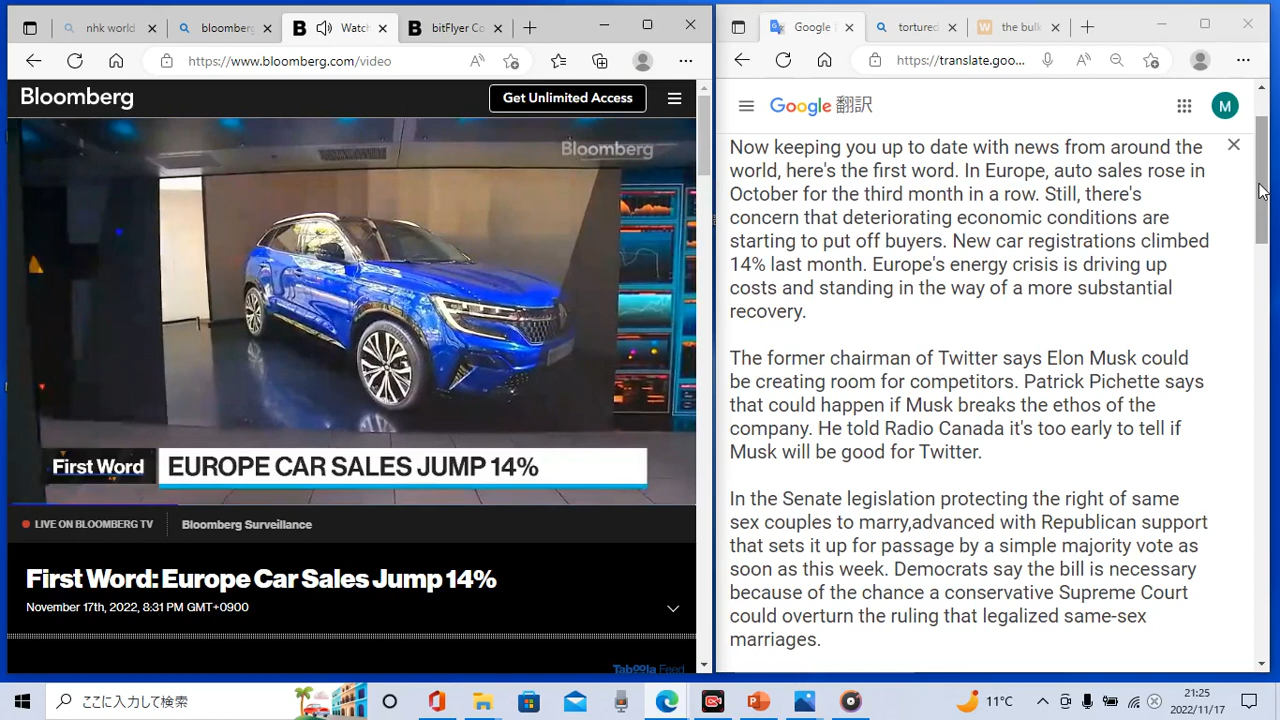 nhk world
bloomberg
Watch
bitFlyer Co
https://www.bloomberg.com/video
Bloomberg
Get Unlimited Access
Bloomberg
First Word
EUROPE CAR SALES JUMP 14%
LIVE ON BLOOMBERG TV
Bloomberg Surveillance
First Word: Europe Car Sales Jump 14%
November 17th, 2022, 8:31 PM GMT+0900
Taboola Feed
Google
tortured
the bulk
https://translate.goo...
Google 翻訳
M
Now keeping you up to date with news from around the
world, here's the first word. In Europe, auto sales rose in
October for the third month in a row. Still, there's
concern that deteriorating economic conditions are
starting to put off buyers. New car registrations climbed
14% last month. Europe's energy crisis is driving up
costs and standing in the way of a more substantial
recovery.
The former chairman of Twitter says Elon Musk could
be creating room for competitors. Patrick Pichette says
that could happen if Musk breaks the ethos of the
company. He told Radio Canada it's too early to tell if
Musk will be good for Twitter.
In the Senate legislation protecting the right of same
sex couples to marry,advanced with Republican support
that sets it up for passage by a simple majority vote as
soon as this week. Democrats say the bill is necessary
because of the chance a conservative Supreme Court
could overturn the ruling that legalized same-sex
marriages.
ここに入力して検索
11°C
21:25
2022/11/17